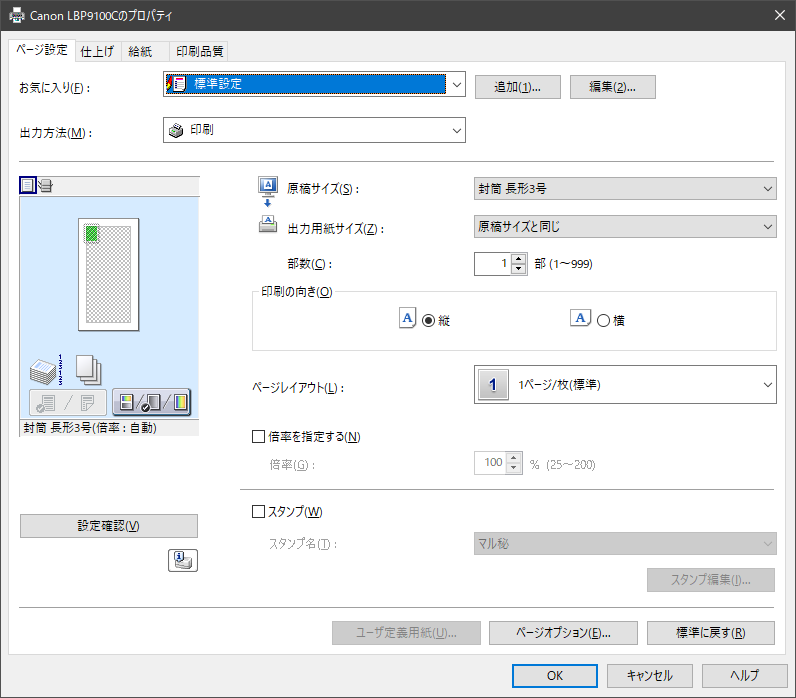 Canon LBP9100Cのプロパティ
ページ設定 仕上げ 給紙 印刷品質
お気に入り(F): 標準設定 追加(1)... 編集(2)...
出力方法(M): 印刷
原稿サイズ(S): 封筒 長形3号
出力用紙サイズ(Z): 原稿サイズと同じ
部数(C): 1 部 (1~999)
印刷の向き(O)
A 縦 A 横
ページレイアウト(L): 1 1ページ/枚(標準)
封筒 長形3号(倍率:自動)
倍率を指定する(N)
倍率(G): 100 % (25~200)
スタンプ(W)
設定確認(V)
スタンプ名(T): マル秘
スタンプ編集(I)...
ユーザ定義用紙(U)... ページオプション(E)... 標準に戻す(R)
OK キャンセル ヘルプ